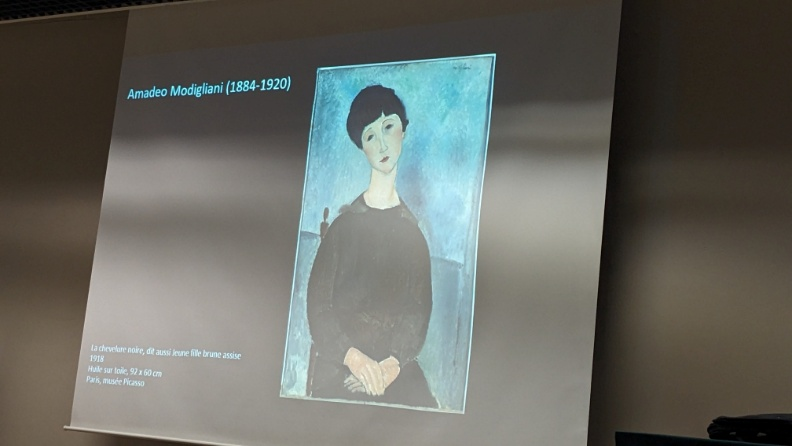 Amadeo Modigliani (1884-1920)
La chevelure noire, dit aussi jeune fille brune assise
1918
Huile sur toile, 92 x 60 cm
Paris, musée Picasso